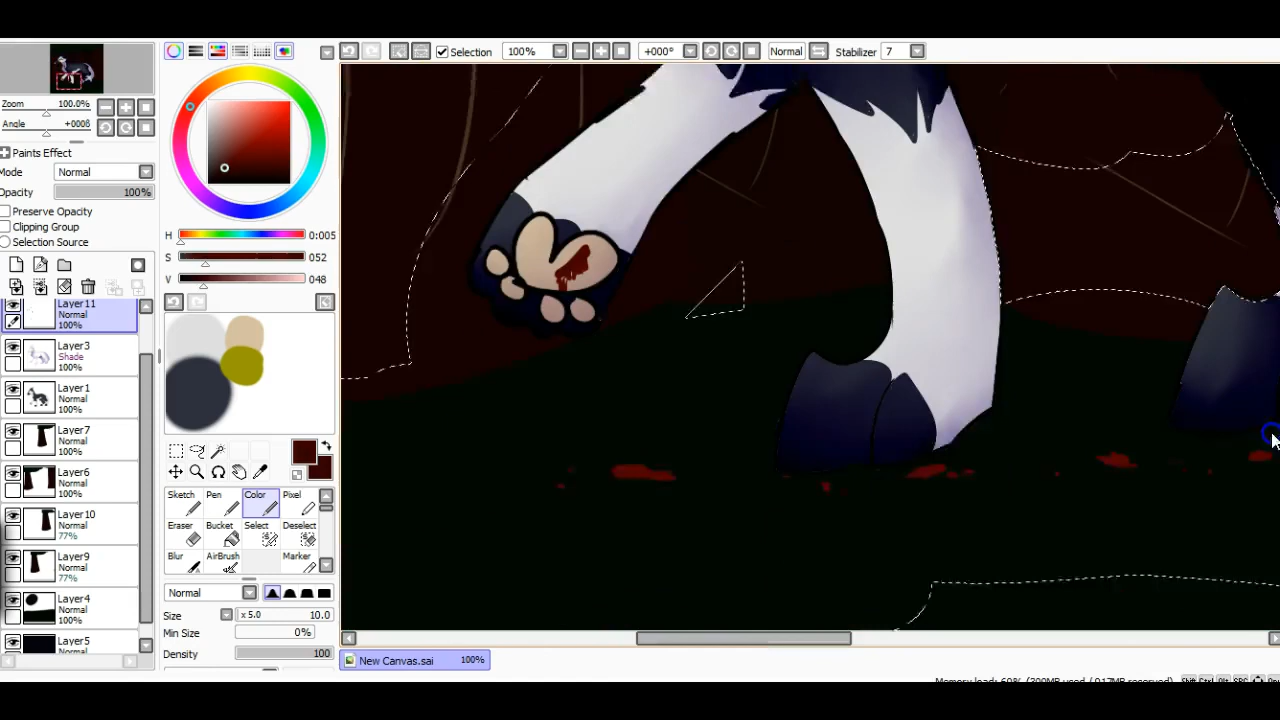 Selection 100% +000° Normal Stabilizer 7
Zoom 100.0%
Angle +000ß
Paints Effect
Mode Normal
Opacity 100%
Preserve Opacity
Clipping Group
Selection Source
Layer11
Normal
100%
Layer3
Shade
100%
Layer1
Normal
100%
Layer7
Normal
100%
Layer6
Normal
100%
Layer10
Normal
77%
Layer9
Normal
77%
Layer4
Normal
100%
Layer5
H 0:005
S 052
V 048
Sketch Pen Color Pixel
Eraser Bucket Select Deselect
Blur AirBrush Marker
Normal
Size x 5.0 10.0
Min Size 0%
Density 100
New Canvas.sai 100%